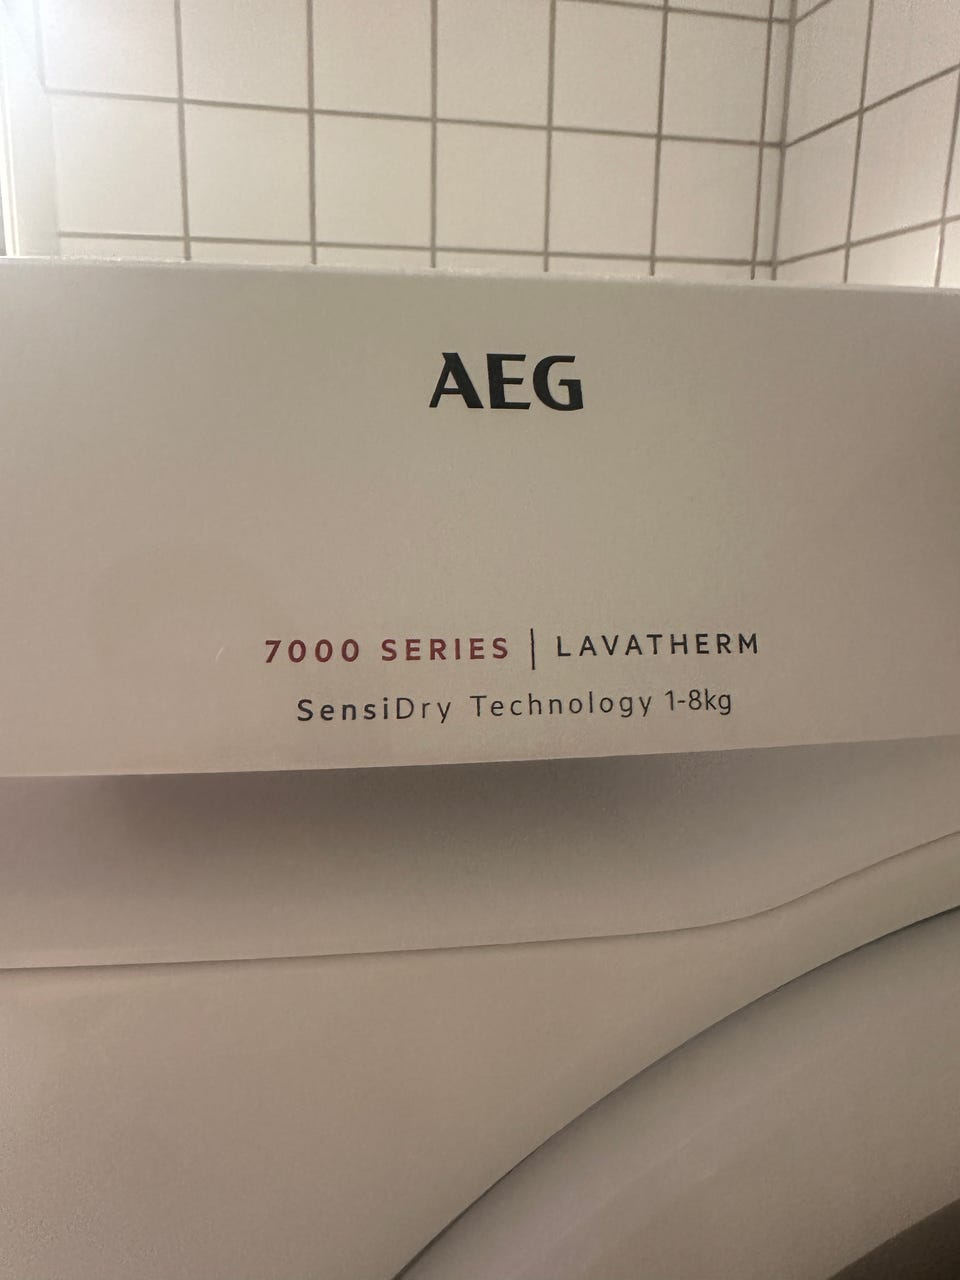 AEG
7000 SERIES | LAVATHERM
SensiDry Technology 1-8kg